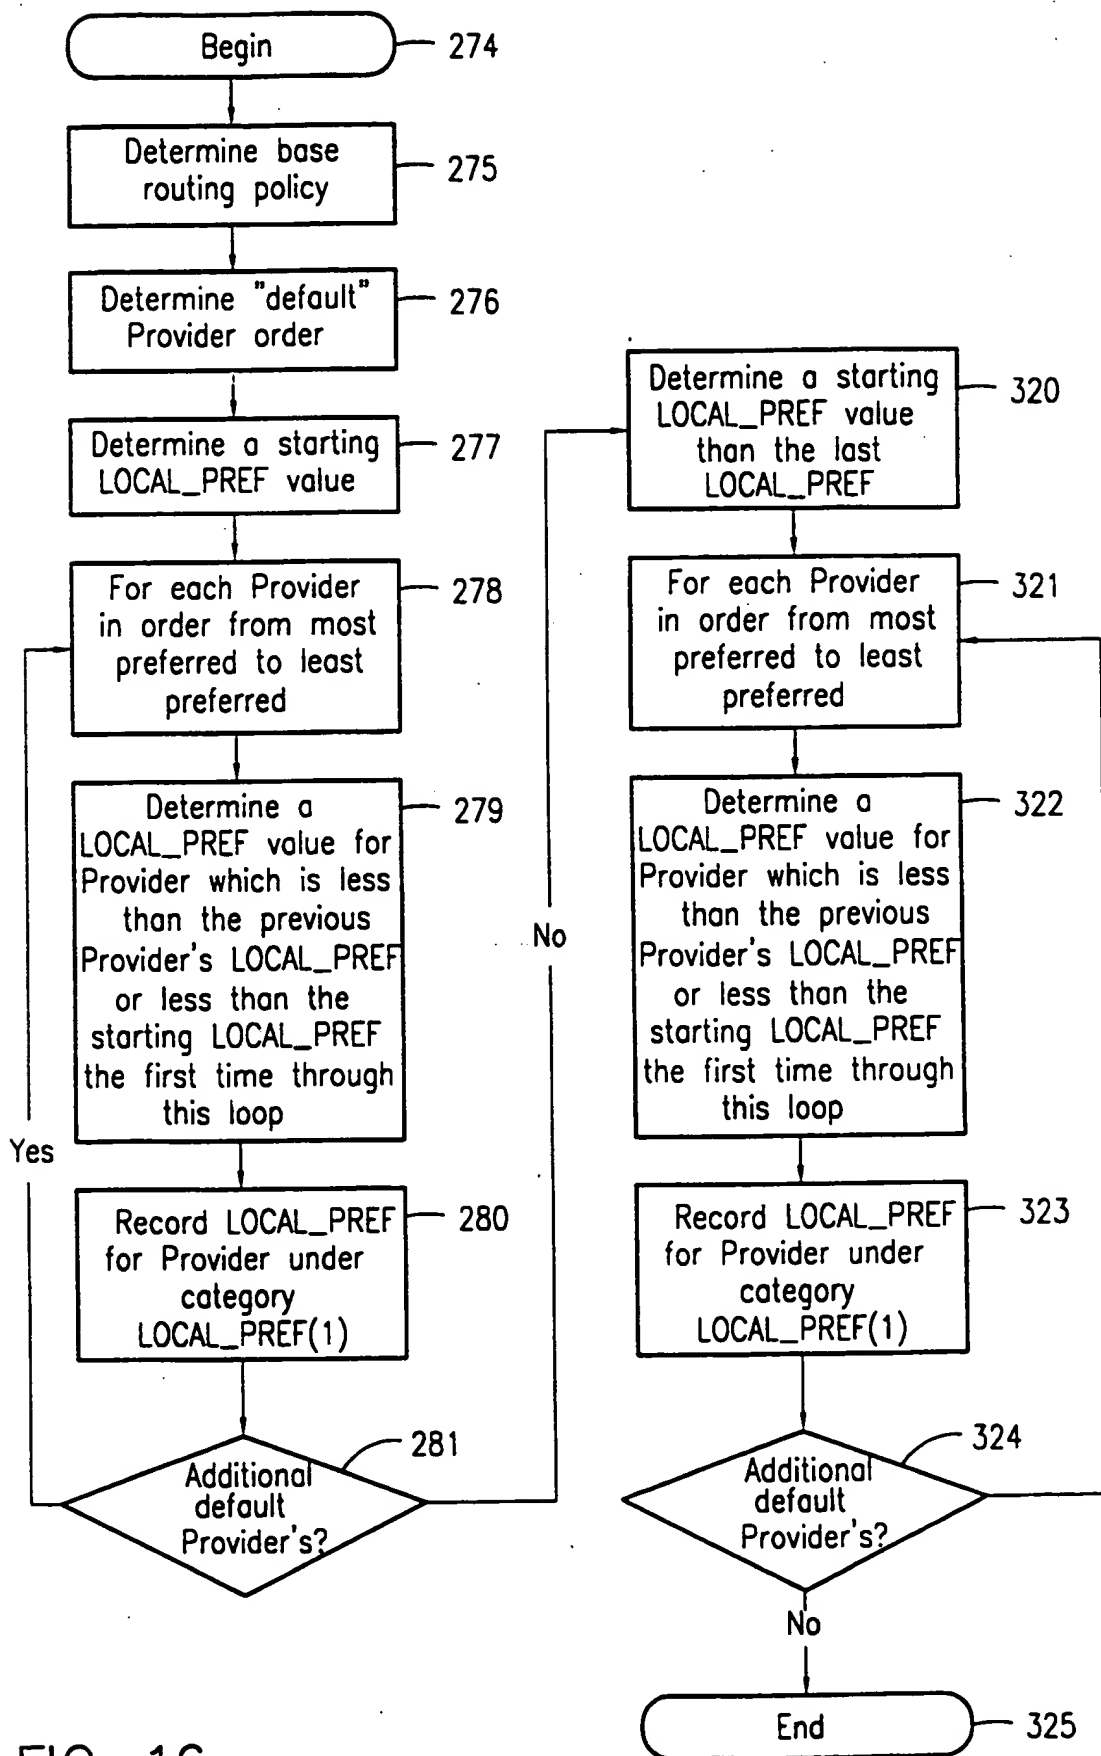 Begin
274
Determine base
routing policy
275
Determine "default"
Provider order
276
Determine a starting
LOCAL_PREF value
277
For each Provider
in order from most
preferred to least
preferred
278
Determine a
LOCAL_PREF value for
Provider which is less
than the previous
Provider's LOCAL_PREF
or less than the
starting LOCAL_PREF
the first time through
this loop
279
Yes
Record LOCAL_PREF
for Provider under
category
LOCAL_PREF(1)
280
Additional
default
Provider's?
281
No
Determine a starting
LOCAL_PREF value
than the last
LOCAL_PREF
320
For each Provider
in order from most
preferred to least
preferred
321
Determine a
LOCAL_PREF value for
Provider which is less
than the previous
Provider's LOCAL_PREF
or less than the
starting LOCAL_PREF
the first time through
this loop
322
Record LOCAL_PREF
for Provider under
category
LOCAL_PREF(1)
323
Additional
default
Provider's?
324
No
End
325
FIG. 16